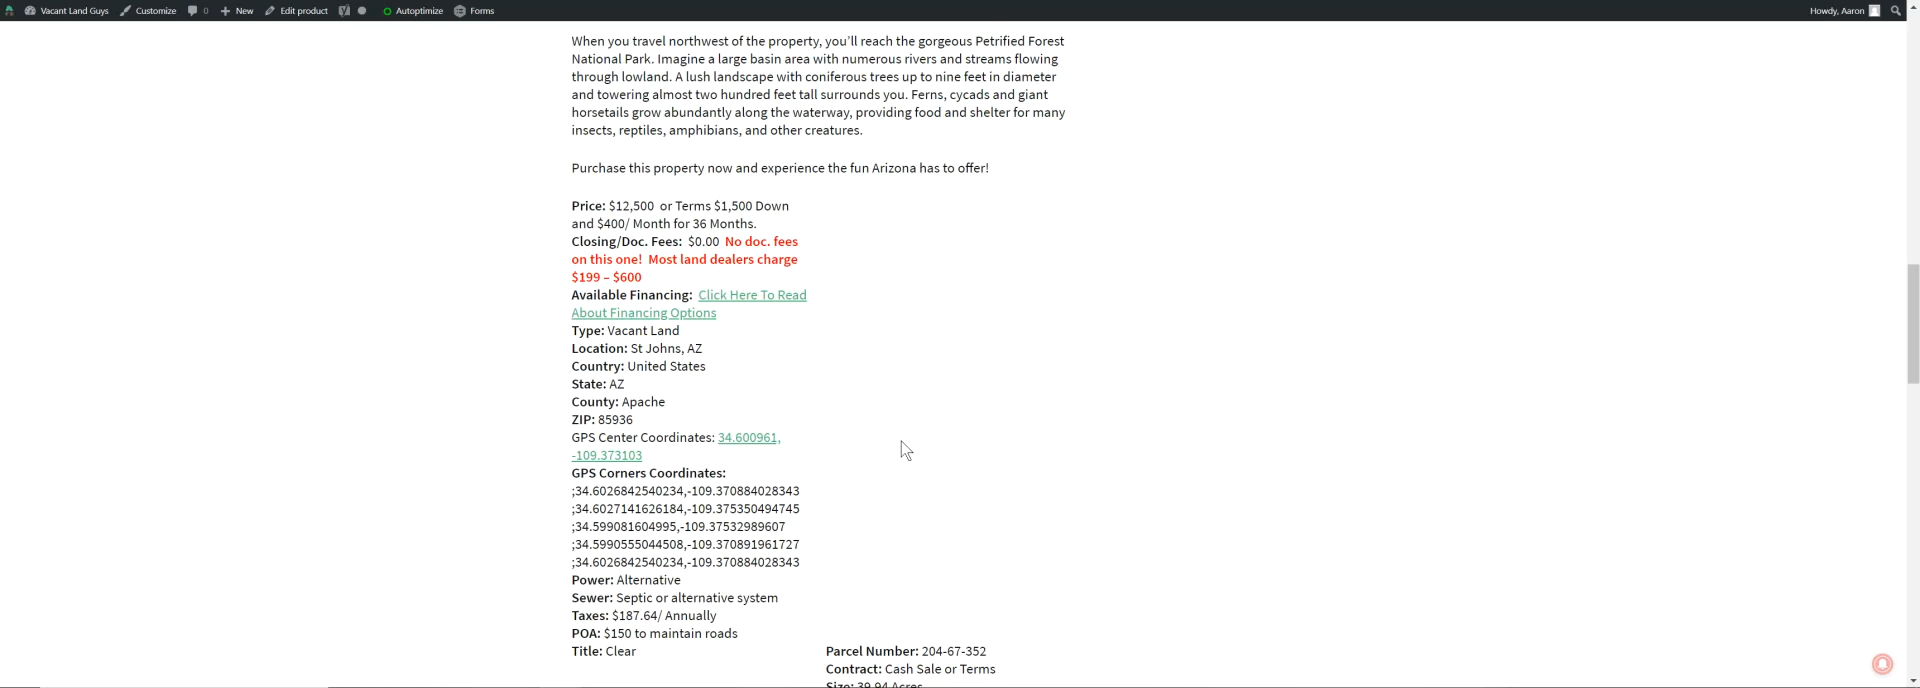 Vacant Land Guys Customize 0 New Edit product Autoptimize Forms Howdy, Aaron
When you travel northwest of the property, you'll reach the gorgeous Petrified Forest
National Park. Imagine a large basin area with numerous rivers and streams flowing
through lowland. A lush landscape with coniferous trees up to nine feet in diameter
and towering almost two hundred feet tall surrounds you. Ferns, cycads and giant
horsetails grow abundantly along the waterway, providing food and shelter for many
insects, reptiles, amphibians, and other creatures.
Purchase this property now and experience the fun Arizona has to offer!
Price: $12,500 or Terms $1,500 Down
and $400/ Month for 36 Months.
Closing/Doc. Fees: $0.00 No doc. fees
on this one! Most land dealers charge
$199 – $600
Available Financing: Click Here To Read
About Financing Options
Type: Vacant Land
Location: St Johns, AZ
Country: United States
State: AZ
County: Apache
ZIP: 85936
GPS Center Coordinates: 34.600961,
-109.373103
GPS Corners Coordinates:
;34.6026842540234,-109.370884028343
;34.6027141626184,-109.375350494745
;34.599081604995,-109.37532989607
;34.5990555044508,-109.370891961727
;34.6026842540234,-109.370884028343
Power: Alternative
Sewer: Septic or alternative system
Taxes: $187.64/ Annually
POA: $150 to maintain roads
Title: Clear
Parcel Number: 204-67-352
Contract: Cash Sale or Terms
Size: 39.94 Acres